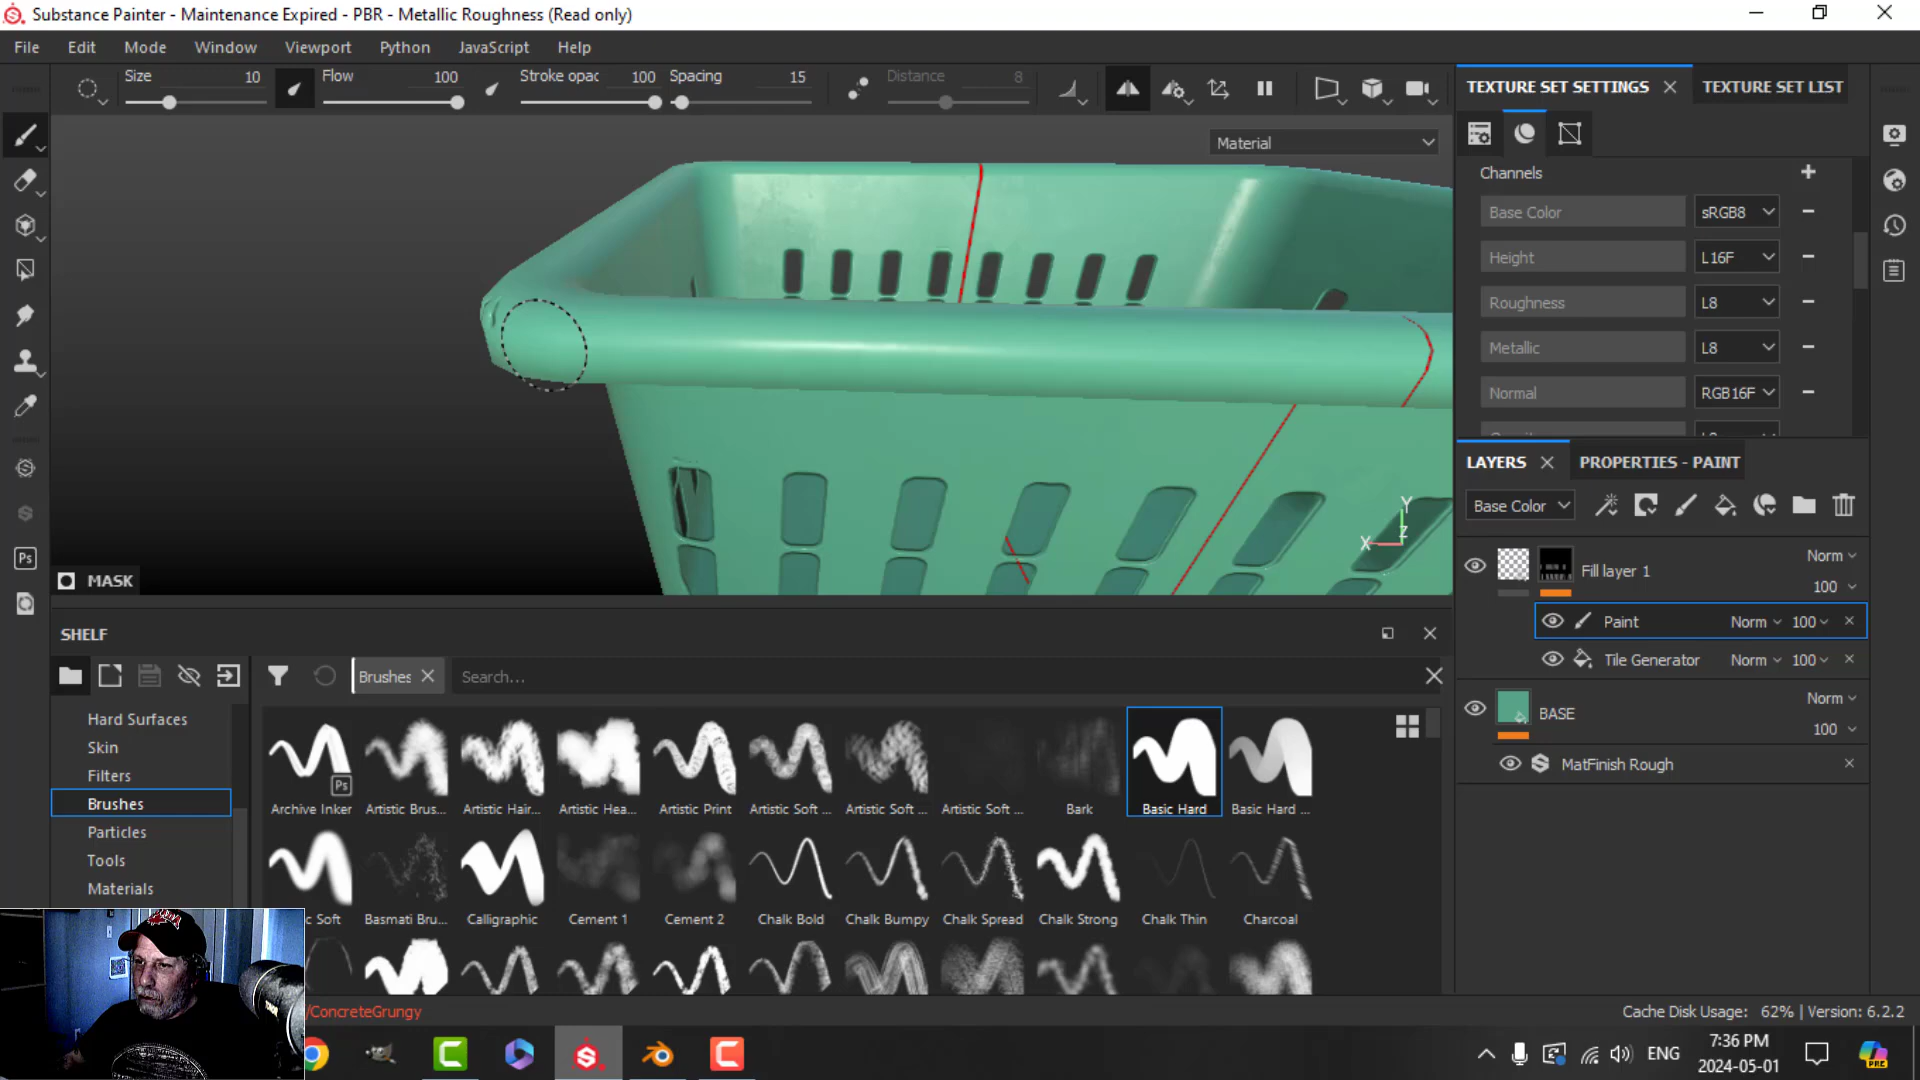 Substance Painter - Maintenance Expired - PBR - Metallic Roughness (Read only)
File Edit Mode Window Viewport Python JavaScript Help
Size 10 Flow 100 Stroke opac 100 Spacing 15 Distance 8
TEXTURE SET SETTINGS TEXTURE SET LIST
Material
Channels
Base Color sRGB8
Height L16F
Roughness L8
Metallic L8
Normal RGB16F
LAYERS PROPERTIES - PAINT
Base Color
Fill layer 1 Norm 100
Paint Norm 100
Tile Generator Norm 100
BASE Norm 100
MatFinish Rough
Y
Z
X
MASK
Ps
SHELF
Brushes Search...
Hard Surfaces
Skin
Filters
Brushes
Particles
Tools
Materials
Ps
Archive Inker Artistic Brus... Artistic Hair... Artistic Hea... Artistic Print Artistic Soft ... Artistic Soft ... Artistic Soft ... Bark Basic Hard Basic Hard ...
Soft Basmati Bru... Calligraphic Cement 1 Cement 2 Chalk Bold Chalk Bumpy Chalk Spread Chalk Strong Chalk Thin Charcoal
/ConcreteGrungy
Cache Disk Usage: 62% | Version: 6.2.2
ENG
7:36 PM
2024-05-01